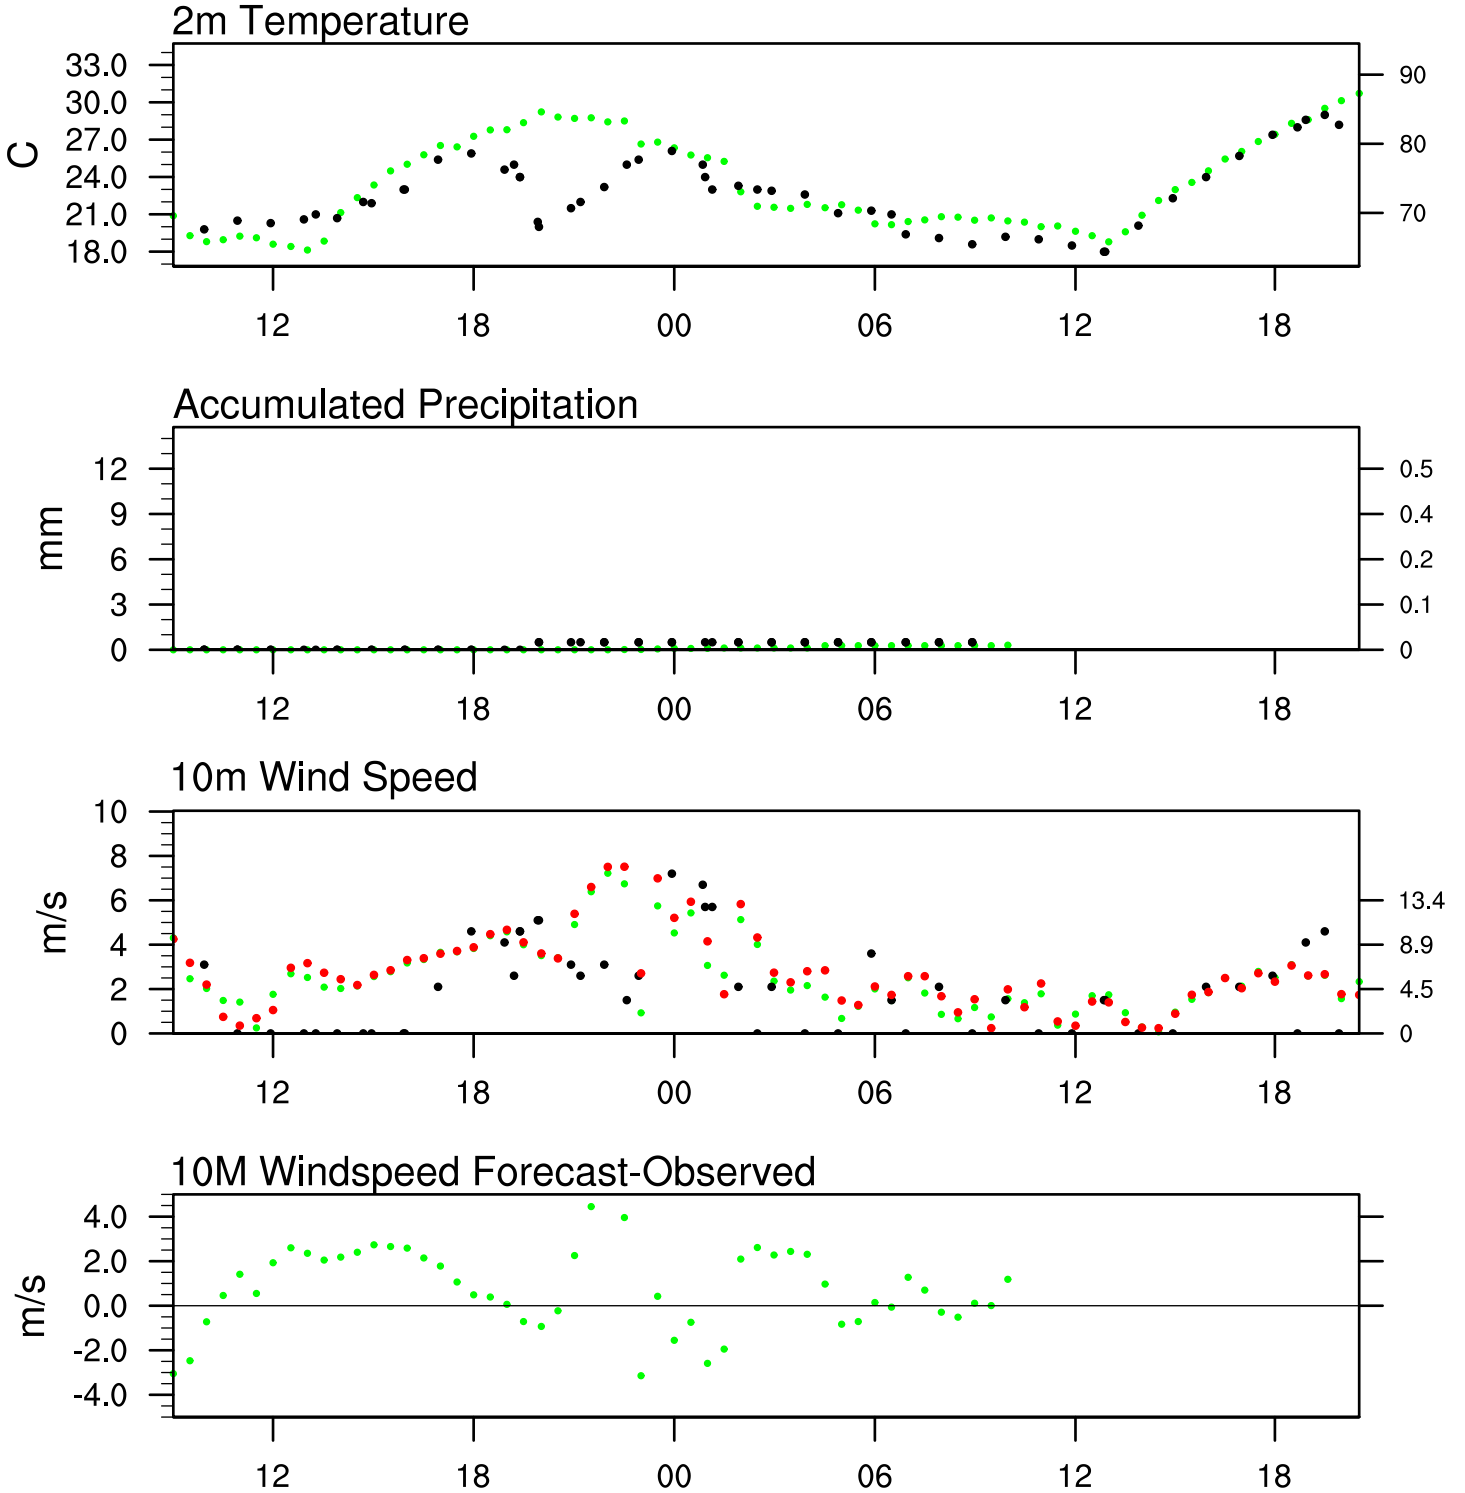 2m Temperature
C
33.0
30.0
27.0
24.0
21.0
18.0
90
80
70
12 18 00 06 12 18
Accumulated Precipitation
mm
12
9
6
3
0
0.5
0.4
0.2
0.1
0
12 18 00 06 12 18
10m Wind Speed
m/s
10
8
6
4
2
0
13.4
8.9
4.5
0
12 18 00 06 12 18
10M Windspeed Forecast-Observed
m/s
4.0
2.0
0.0
-2.0
-4.0
12 18 00 06 12 18